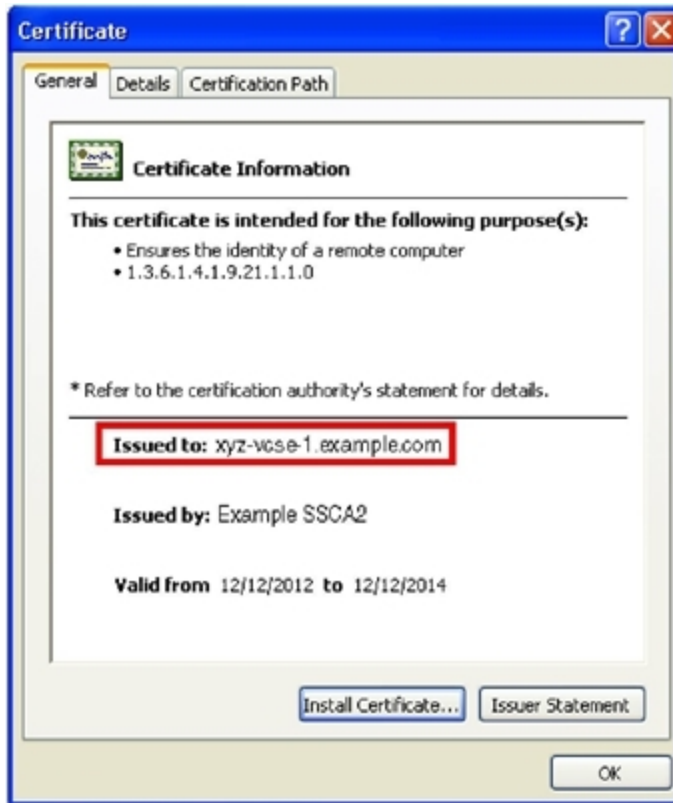 Certificate
General Details Certification Path
Certificate Information
This certificate is intended for the following purpose(s):
• Ensures the identity of a remote computer
• 1.3.6.1.4.1.9.21.1.1.0
* Refer to the certification authority's statement for details.
Issued to: xyz-vcse-1.example.com
Issued by: Example SSCA2
Valid from 12/12/2012 to 12/12/2014
Install Certificate... Issuer Statement
OK